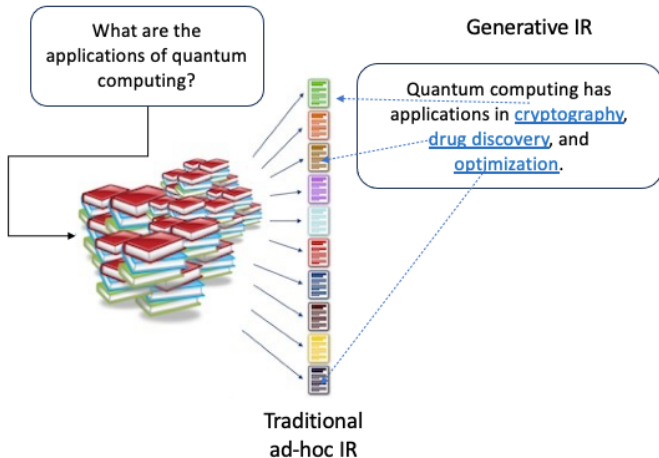 What are the
applications of quantum
computing?
Generative IR
Quantum computing has
applications in cryptography,
drug discovery, and
optimization.
Traditional
ad-hoc IR